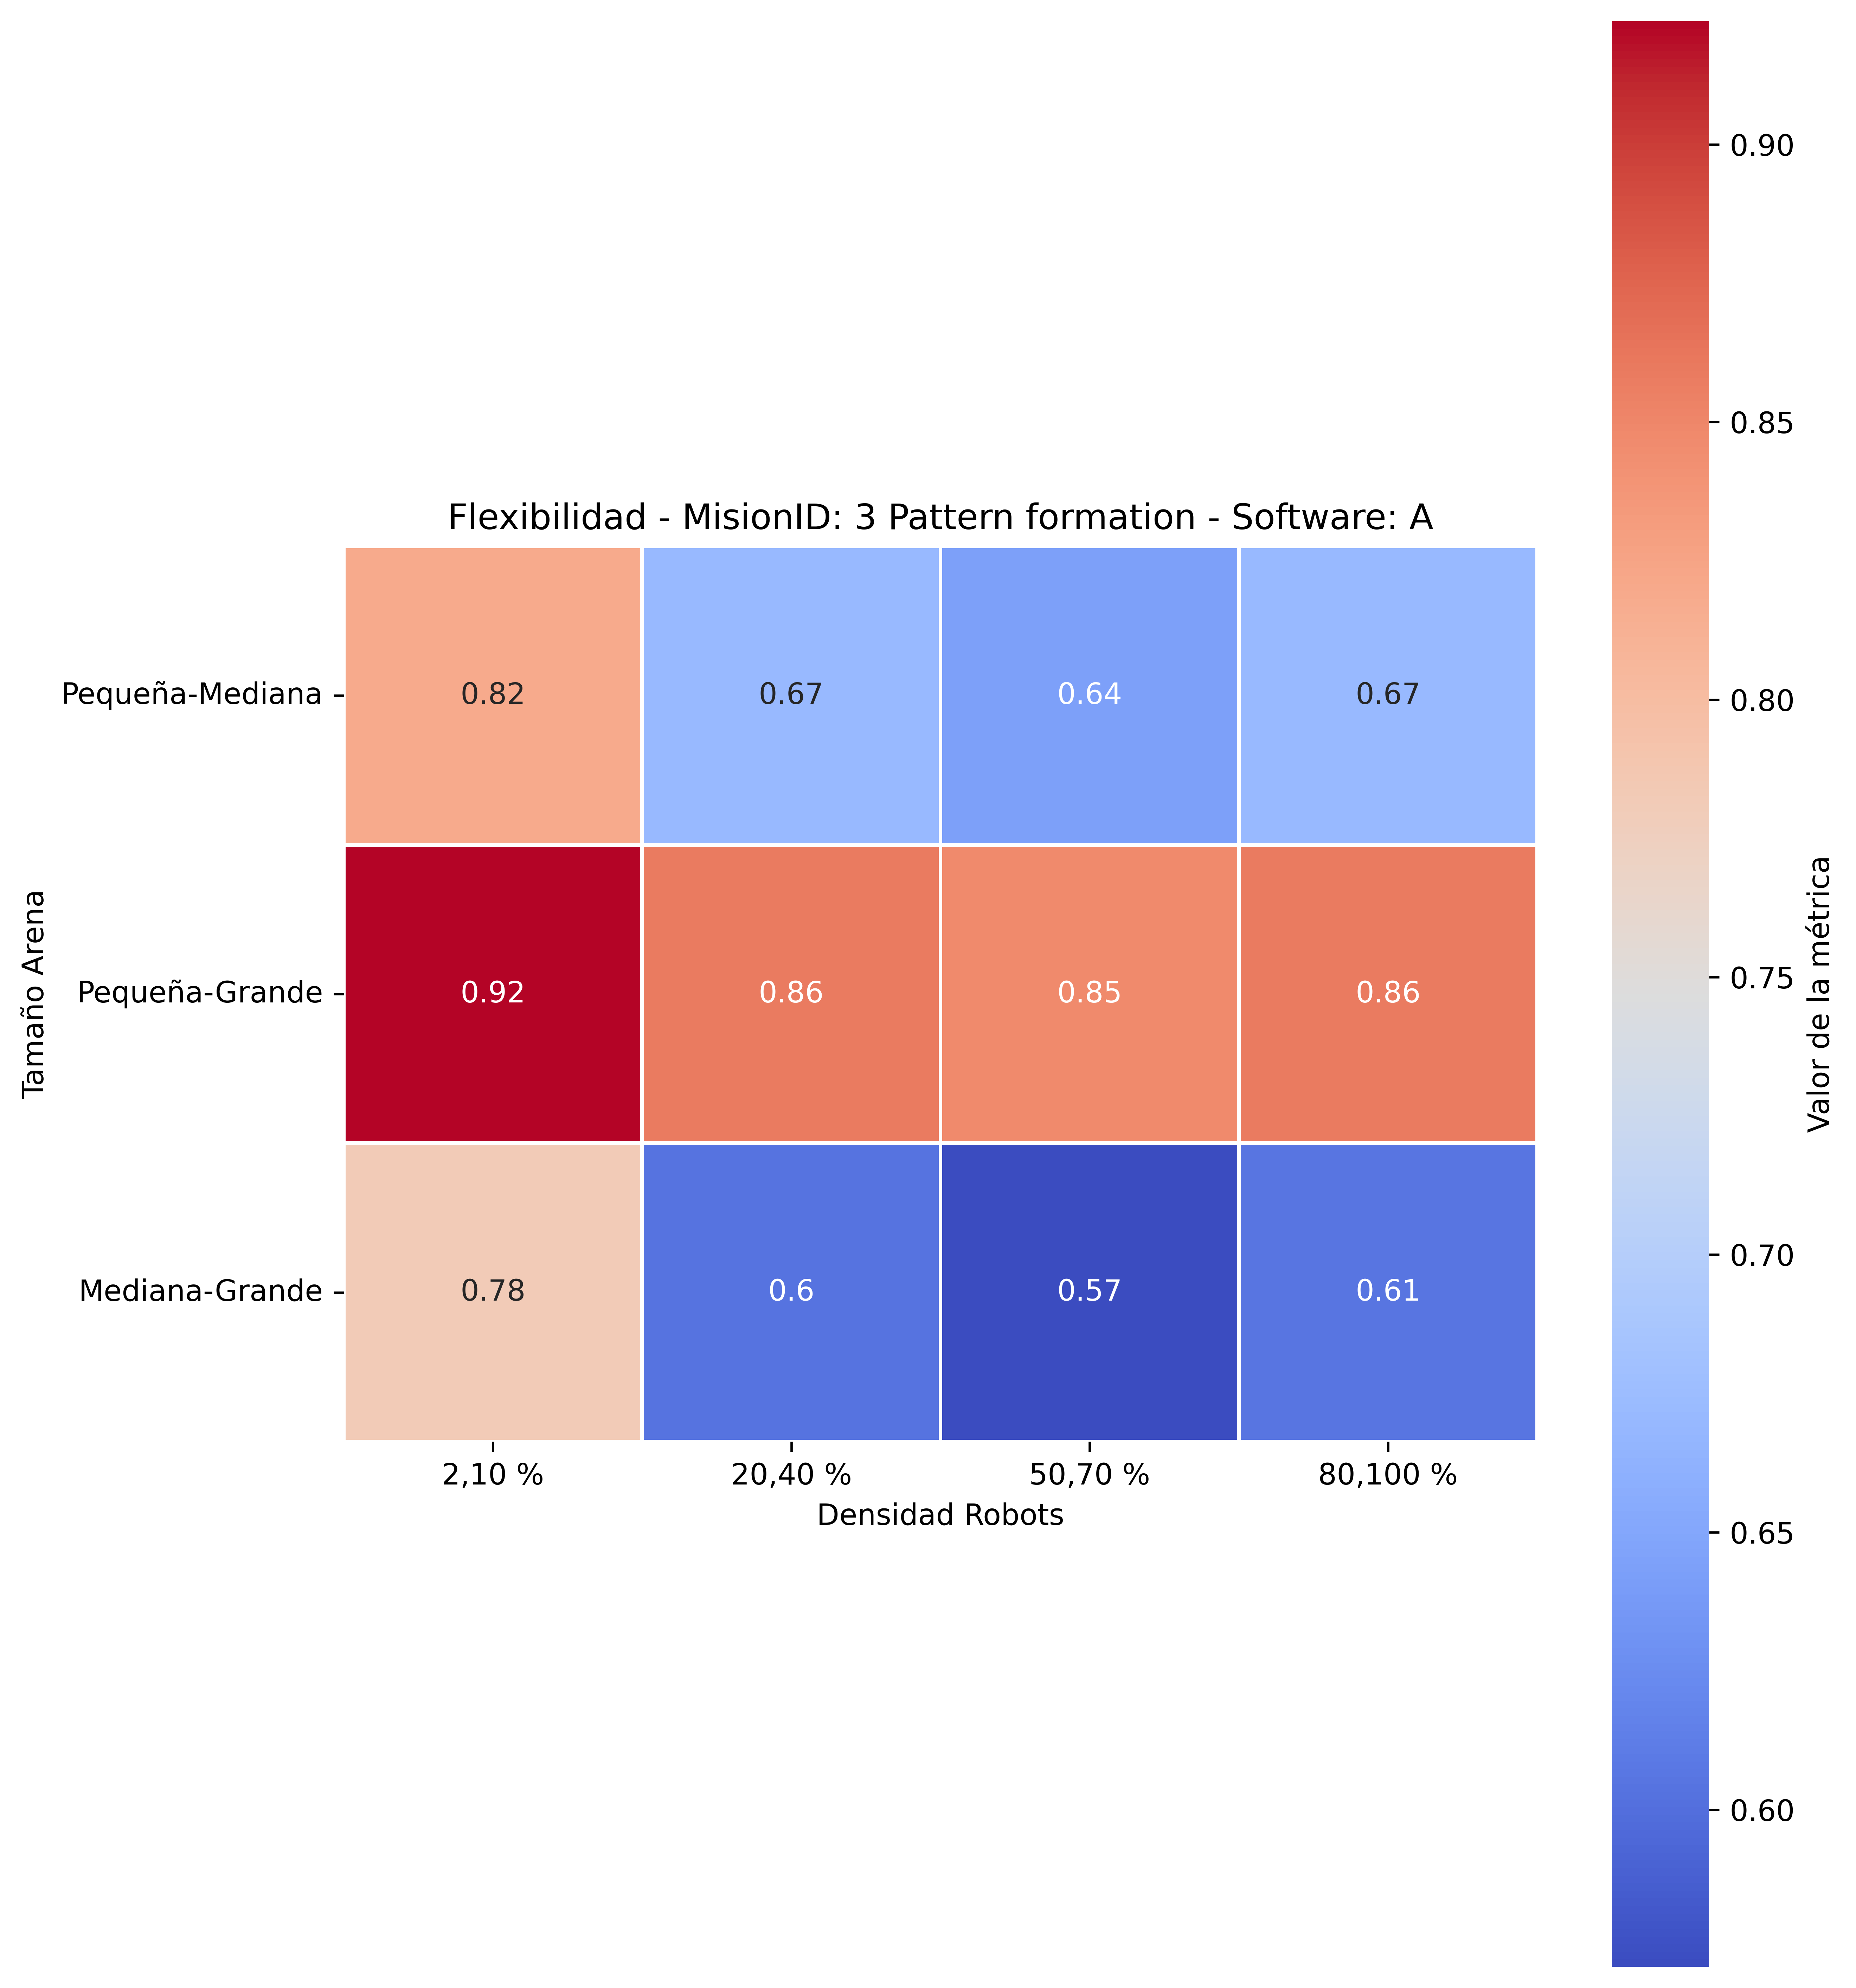 Flexibilidad - MisionID: 3 Pattern formation - Software: A
Tamaño Arena
Pequeña-Mediana
0.82 0.67 0.64 0.67
Pequeña-Grande
0.92 0.86 0.85 0.86
Mediana-Grande
0.78 0.6 0.57 0.61
2,10 % 20,40 % 50,70 % 80,100 %
Densidad Robots
0.90
0.85
0.80
0.75
0.70
0.65
0.60
Valor de la métrica